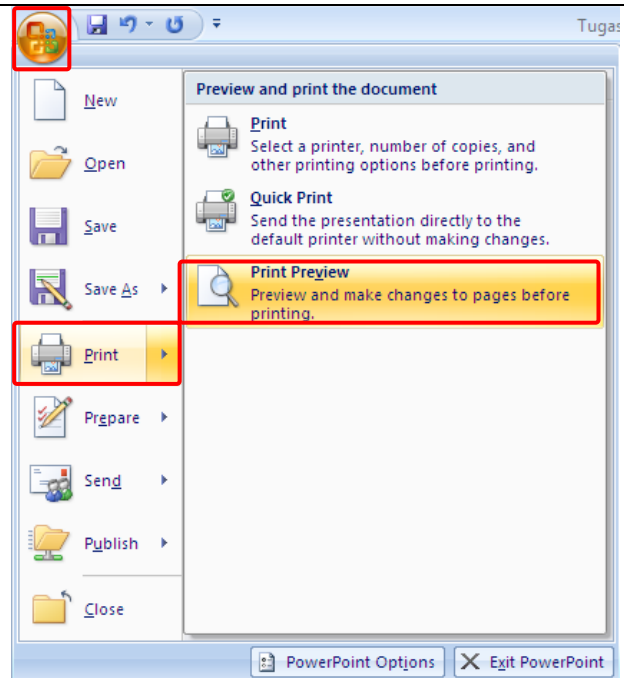 Tugas
New
Open
Save
Save As
Print
Prepare
Send
Publish
Close
Preview and print the document
Print
Select a printer, number of copies, and
other printing options before printing.
Quick Print
Send the presentation directly to the
default printer without making changes.
Print Preview
Preview and make changes to pages before
printing.
PowerPoint Options
Exit PowerPoint